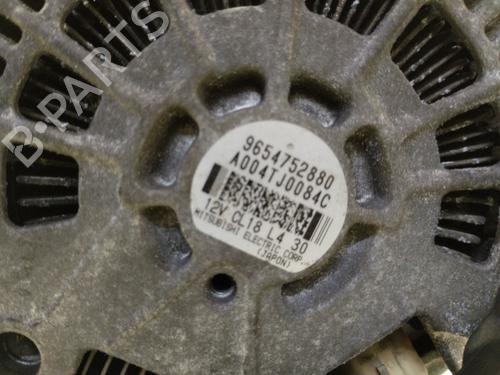 9654752880
A004TJ0084C
12V CL18 L4 30
MITSUBISHI ELECTRIC CORP.
(JAPAN)
B-PARTS